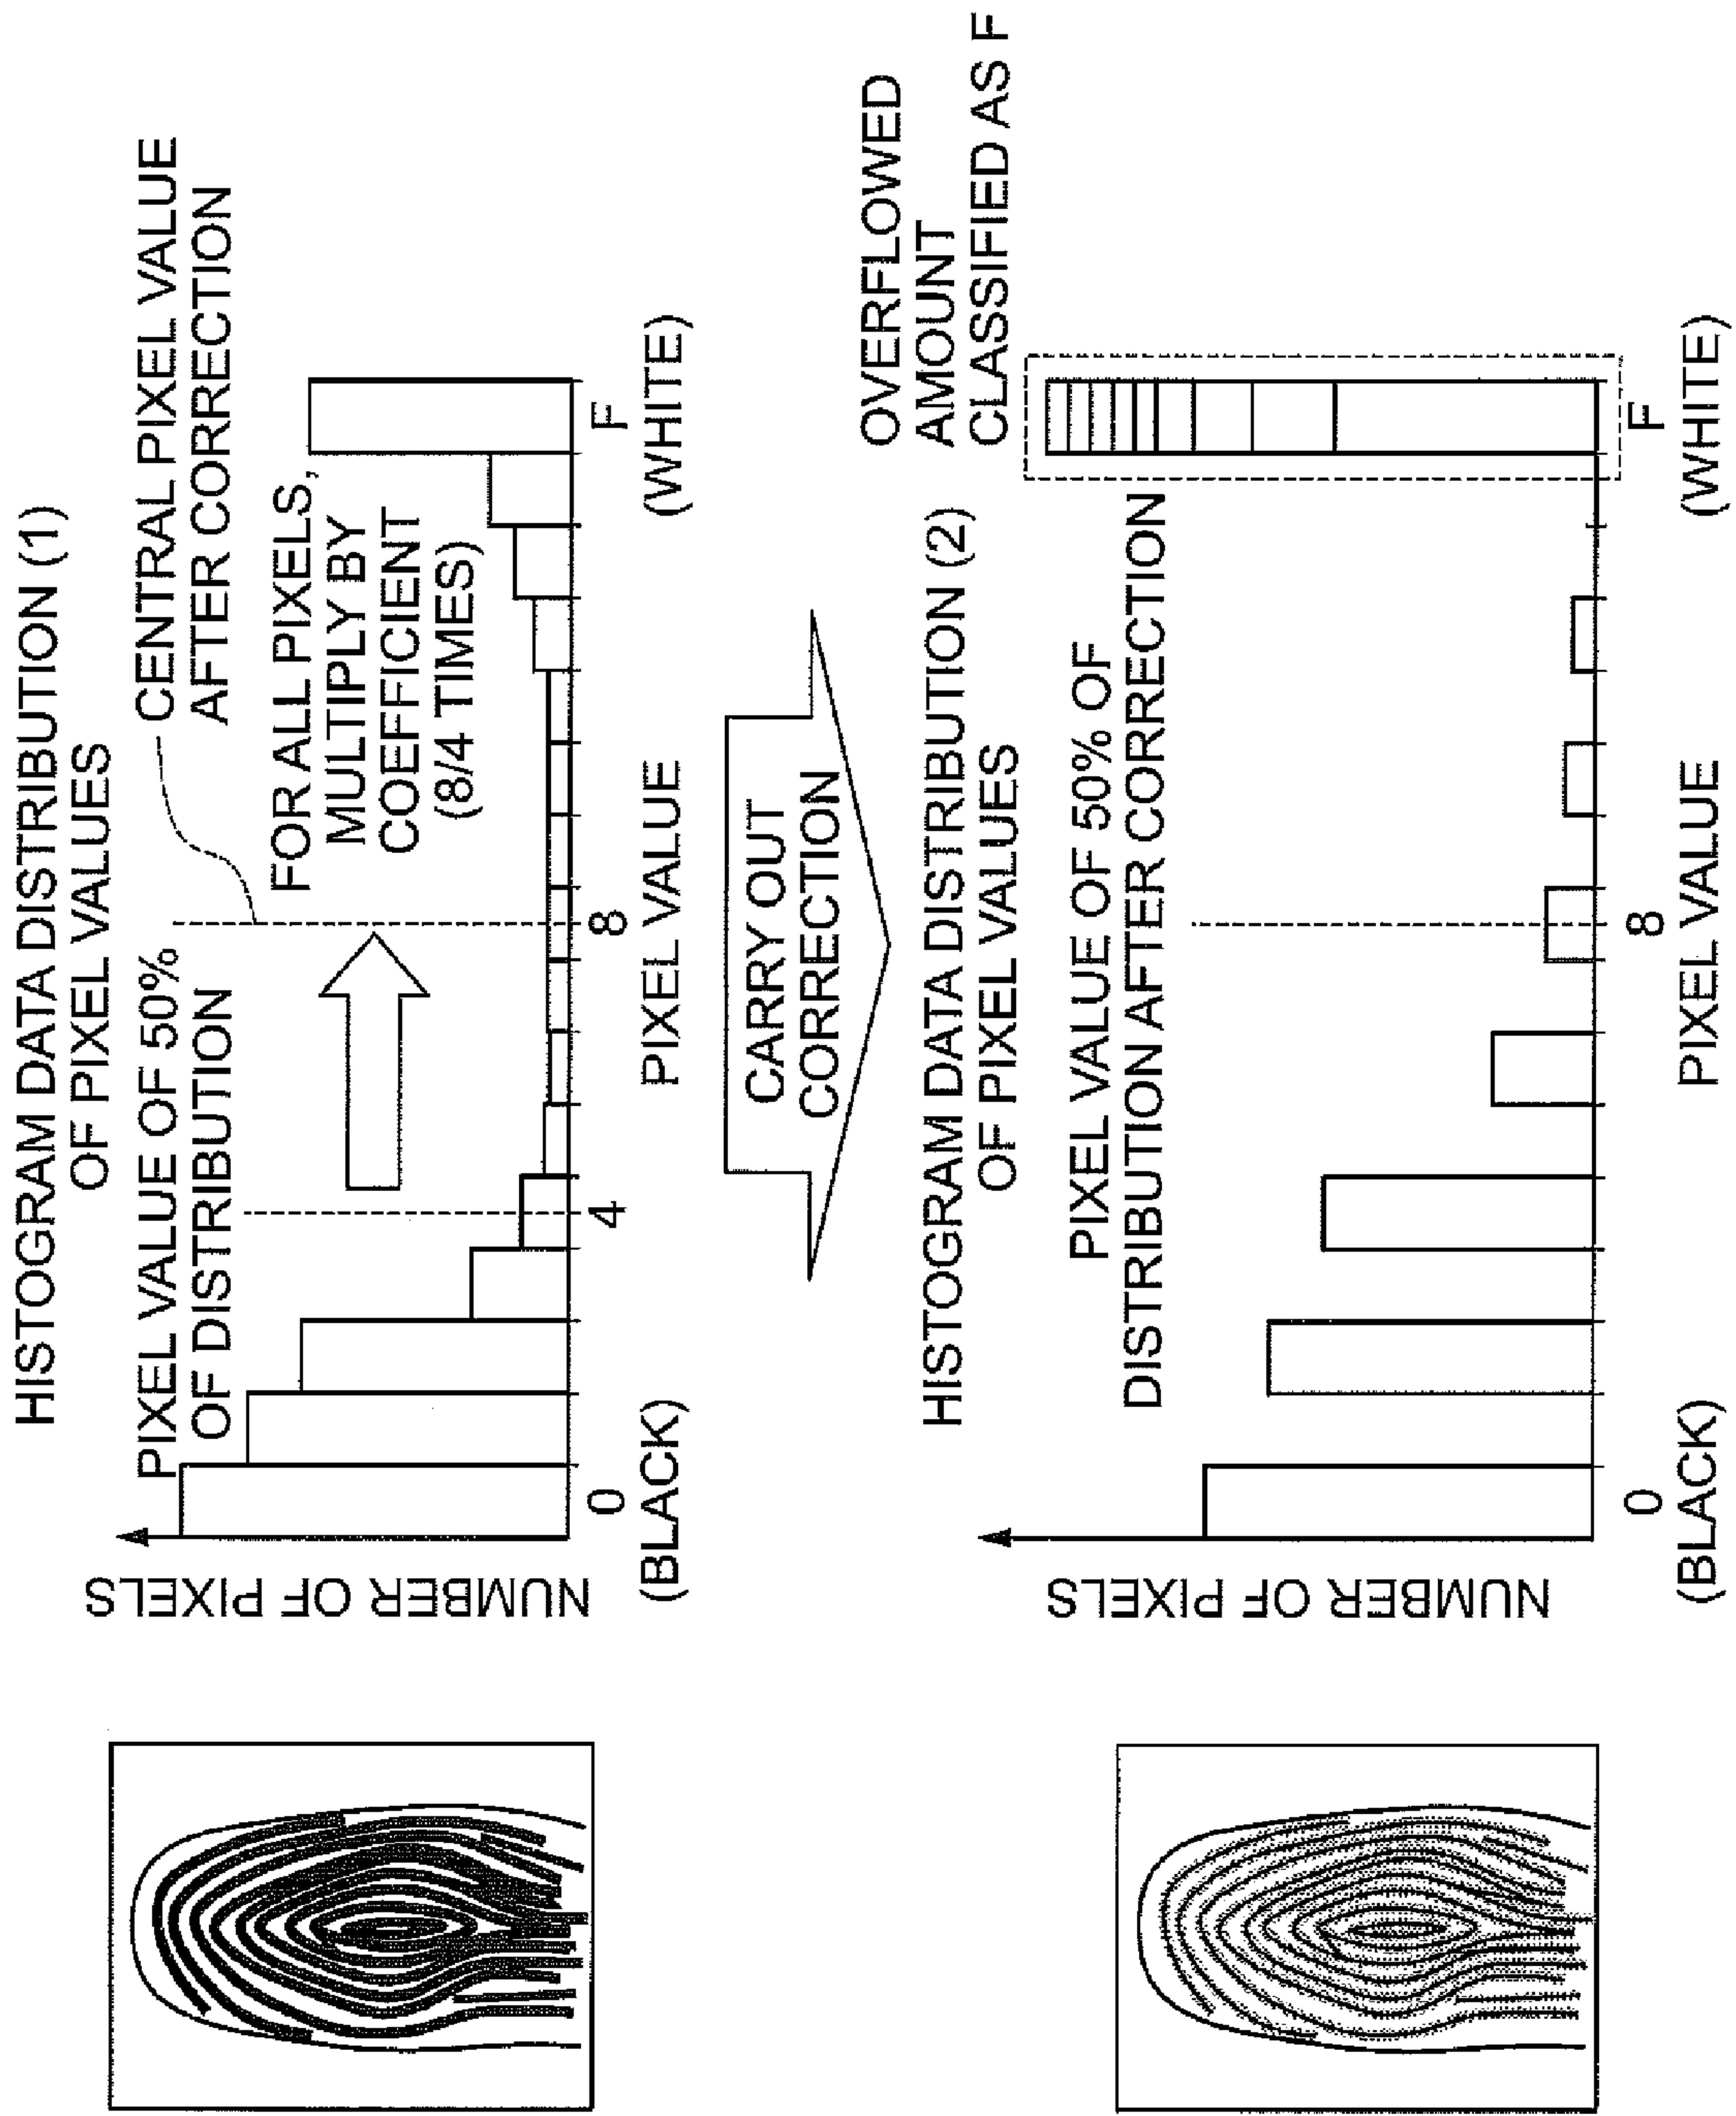 HISTOGRAM DATA DISTRIBUTION (1)
OF PIXEL VALUES
PIXEL VALUE OF 50%
OF DISTRIBUTION
CENTRAL PIXEL VALUE
AFTER CORRECTION
FOR ALL PIXELS,
MULTIPLY BY
COEFFICIENT
(8/4 TIMES)
NUMBER OF PIXELS
0
4
8
F
(BLACK)
PIXEL VALUE
(WHITE)
CARRY OUT
CORRECTION
HISTOGRAM DATA DISTRIBUTION (2)
OF PIXEL VALUES
PIXEL VALUE OF 50% OF
DISTRIBUTION AFTER CORRECTION
OVERFLOWED
AMOUNT
CLASSIFIED AS F
NUMBER OF PIXELS
0
8
F
(BLACK)
PIXEL VALUE
(WHITE)